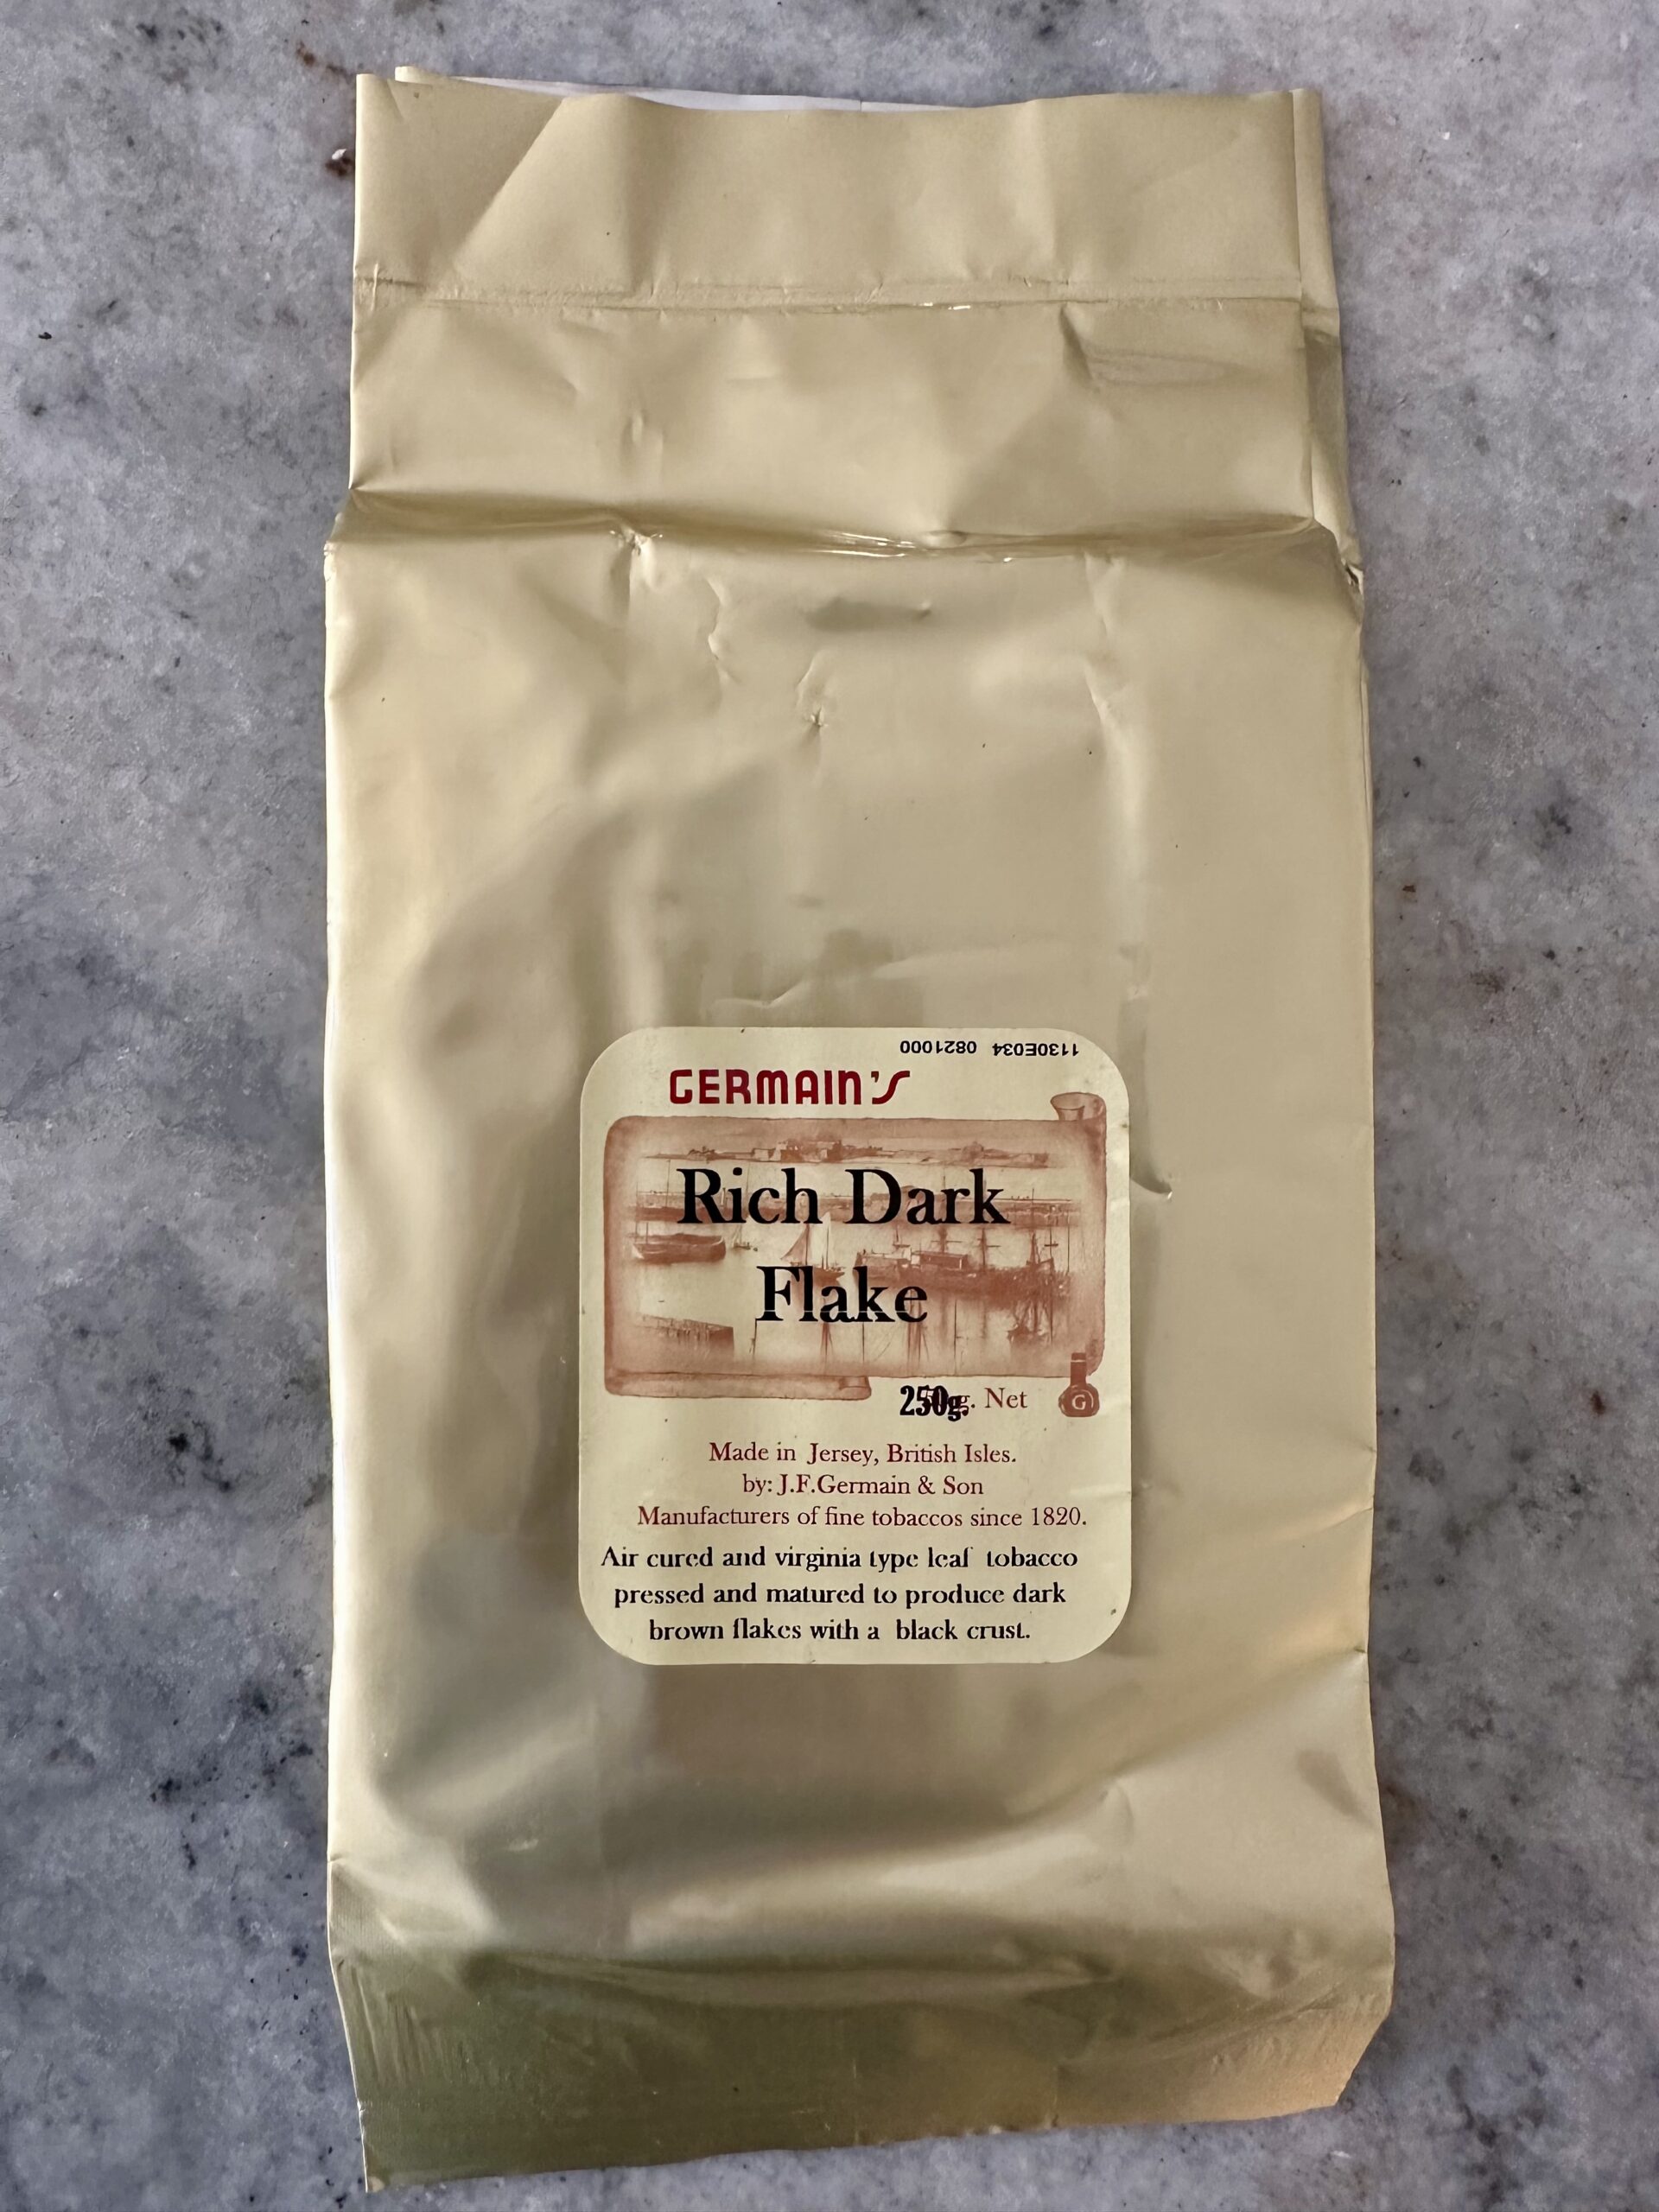 1130E034 0821000
GERMAIN'S
Rich Dark
Flake
250g. Net
G
Made in Jersey, British Isles.
by: J.F.Germain & Son
Manufacturers of fine tobaccos since 1820.
Air cured and virginia type leaf tobacco
pressed and matured to produce dark
brown flakes with a black crust.